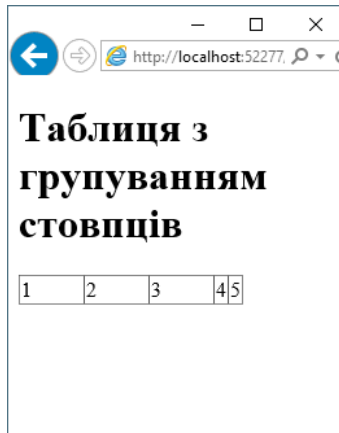 http://localhost:52277,
Таблиця з
групуванням
стовпців
1 2 3 4 5